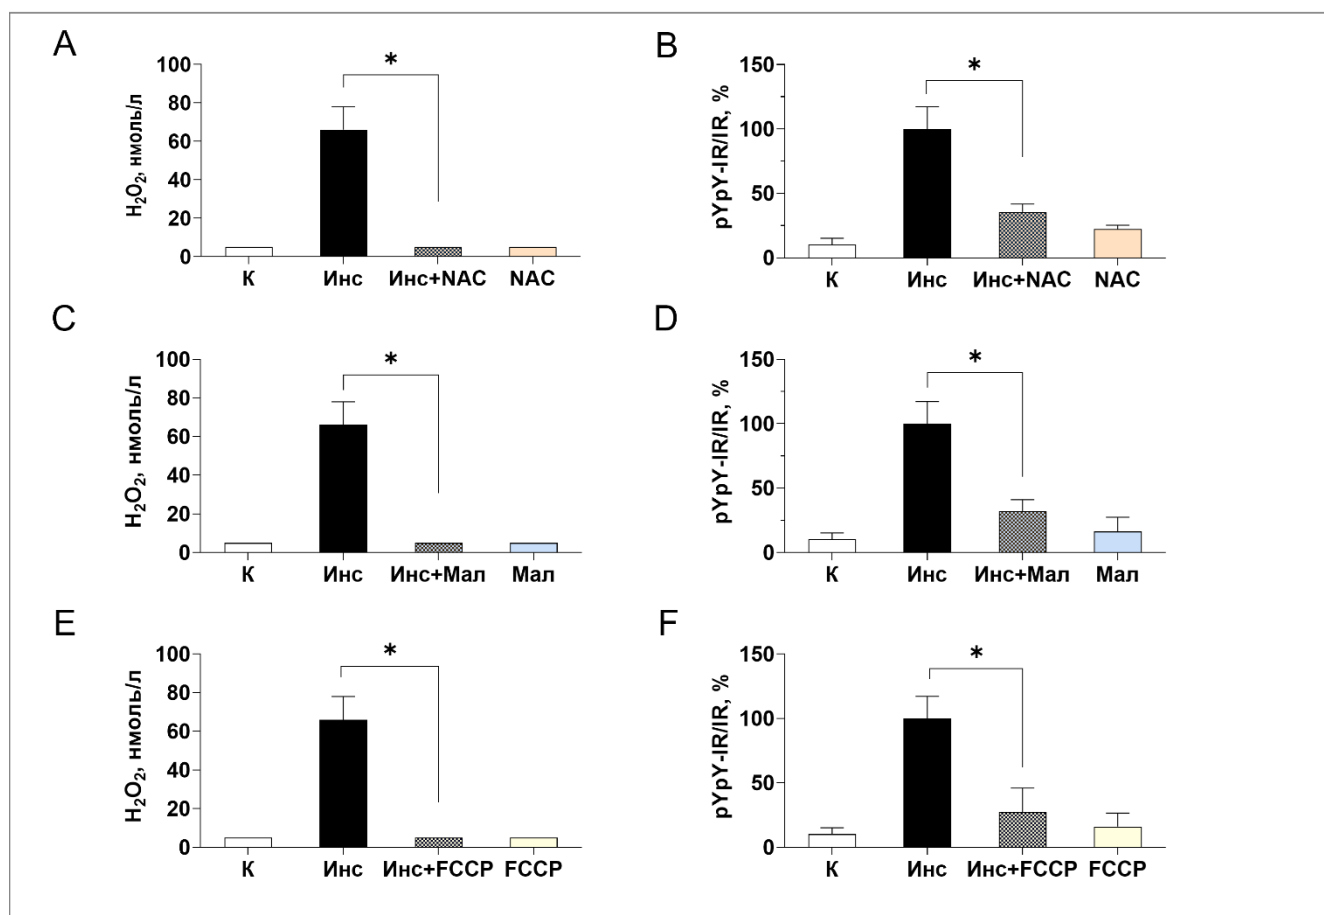 A
H₂O₂, нмоль/л
100
80
60
40
20
0
*
К Инс Инс+NAC NAC
B
pYpY-IR/IR, %
150
100
50
0
*
К Инс Инс+NAC NAC
C
H₂O₂, нмоль/л
100
80
60
40
20
0
*
К Инс Инс+Мал Мал
D
pYpY-IR/IR, %
150
100
50
0
*
К Инс Инс+Мал Мал
E
H₂O₂, нмоль/л
100
80
60
40
20
0
*
К Инс Инс+FCCP FCCP
F
pYpY-IR/IR, %
150
100
50
0
*
К Инс Инс+FCCP FCCP